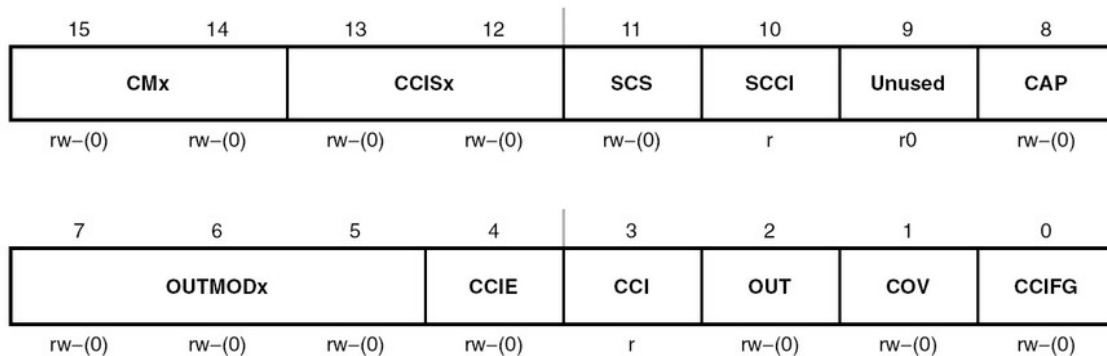 15 14 13 12 11 10 9 8
CMx CCISx SCS SCCI Unused CAP
rw−(0) rw−(0) rw−(0) rw−(0) rw−(0) r r0 rw−(0)
7 6 5 4 3 2 1 0
OUTMODx CCIE CCI OUT COV CCIFG
rw−(0) rw−(0) rw−(0) rw−(0) r rw−(0) rw−(0) rw−(0)